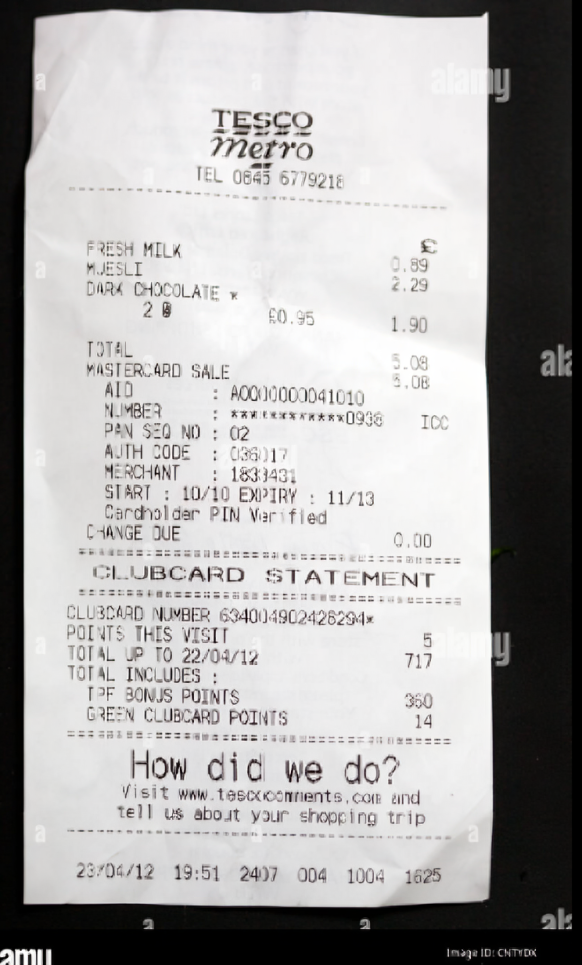 TESCO
Metro
TEL 0845 6779218
£
FRESH MILK 0.89
MUESLI 2.29
DARK CHOCOLATE *
2 @ £0.95 1.90
TOTAL 5.08
MASTERCARD SALE 5.08
AID : A0000000041010
NUMBER : ************0938 ICC
PAN SEQ NO : 02
AUTH CODE : 036017
MERCHANT : 1833431
START : 10/10 EXPIRY : 11/13
Cardholder PIN Verified
CHANGE DUE 0.00
CLUBCARD STATEMENT
CLUBCARD NUMBER 634004902428294*
POINTS THIS VISIT 5
TOTAL UP TO 22/04/12 717
TOTAL INCLUDES :
TPF BONUS POINTS 360
GREEN CLUBCARD POINTS 14
How did we do?
Visit www.tescocomments.com and
tell us about your shopping trip
23/04/12 19:51 2407 004 1004 1625
alamy
Image ID: CNTYDX